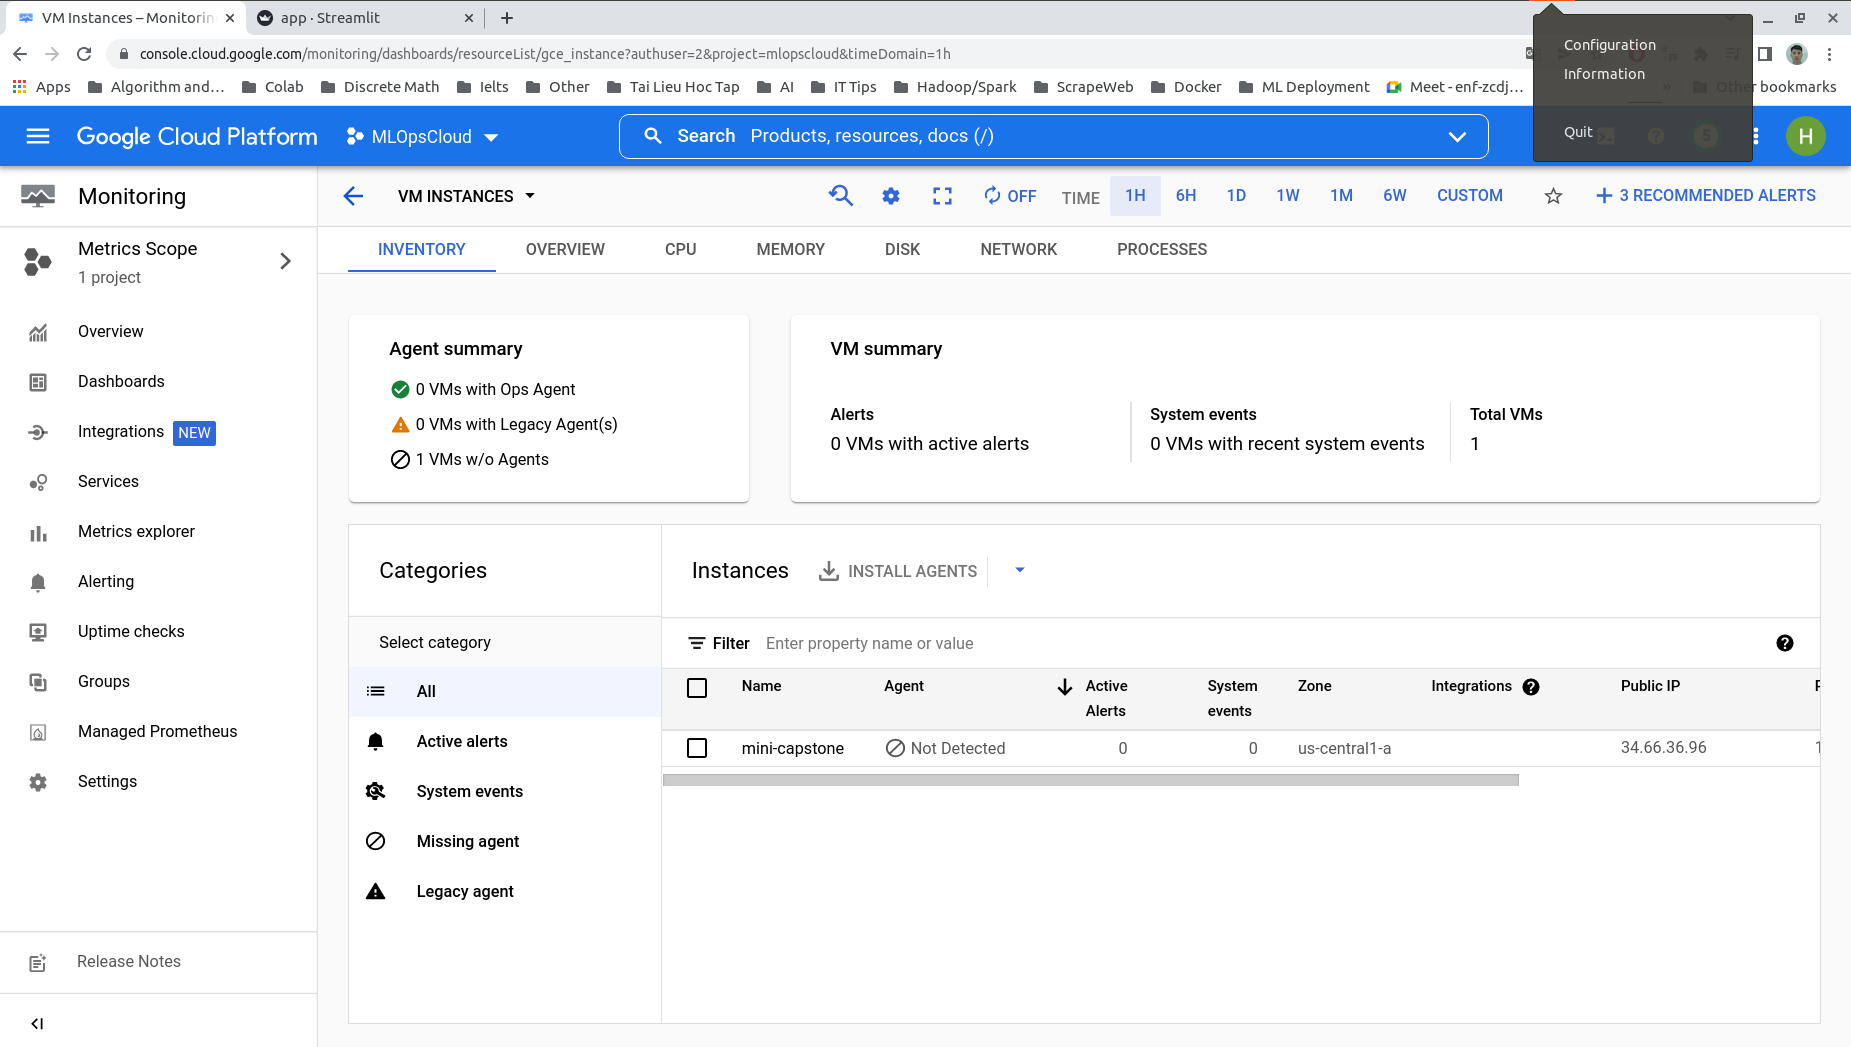 VM Instances – Monitorin
app · Streamlit
console.cloud.google.com/monitoring/dashboards/resourceList/gce_instance?authuser=2&project=mlopscloud&timeDomain=1h
Configuration
Information
Quit
Apps
Algorithm and…
Colab
Discrete Math
Ielts
Other
Tai Lieu Hoc Tap
AI
IT Tips
Hadoop/Spark
ScrapeWeb
Docker
ML Deployment
Meet - enf-zcdj…
»
Other bookmarks
Google Cloud Platform
MLOpsCloud
Search Products, resources, docs (/)
5
H
Monitoring
VM INSTANCES
OFF
TIME
1H
6H
1D
1W
1M
6W
CUSTOM
3 RECOMMENDED ALERTS
Metrics Scope
1 project
Overview
Dashboards
Integrations NEW
Services
Metrics explorer
Alerting
Uptime checks
Groups
Managed Prometheus
Settings
Release Notes
INVENTORY
OVERVIEW
CPU
MEMORY
DISK
NETWORK
PROCESSES
Agent summary
0 VMs with Ops Agent
0 VMs with Legacy Agent(s)
1 VMs w/o Agents
VM summary
Alerts
0 VMs with active alerts
System events
0 VMs with recent system events
Total VMs
1
Categories
Select category
All
Active alerts
System events
Missing agent
Legacy agent
Instances
INSTALL AGENTS
Filter Enter property name or value
Name
Agent
Active
Alerts
System
events
Zone
Integrations
Public IP
mini-capstone
Not Detected
0
0
us-central1-a
34.66.36.96